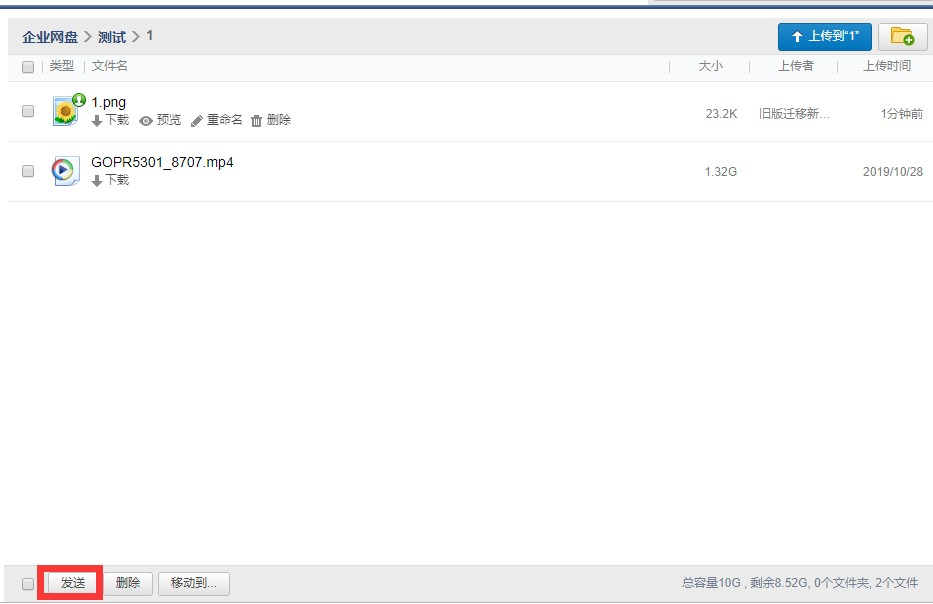 企业网盘 > 测试 > 1
上传到“1”
类型 文件名 大小 上传者 上传时间
1.png
下载 预览 重命名 删除
23.2K 旧版迁移新... 1分钟前
GOPR5301_8707.mp4
下载
1.32G 2019/10/28
发送 删除 移动到... 总容量10G , 剩余8.52G, 0个文件夹, 2个文件